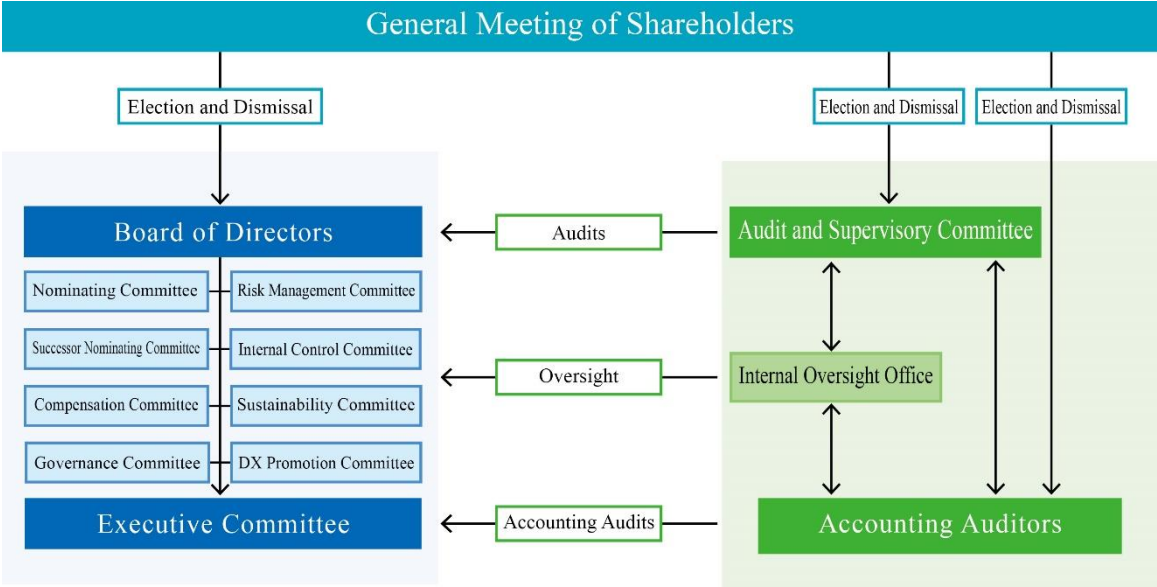 General Meeting of Shareholders
Election and Dismissal
Election and Dismissal
Election and Dismissal
Board of Directors
Audits
Audit and Supervisory Committee
Nominating Committee
Risk Management Committee
Successor Nominating Committee
Internal Control Committee
Oversight
Internal Oversight Office
Compensation Committee
Sustainability Committee
Governance Committee
DX Promotion Committee
Executive Committee
Accounting Audits
Accounting Auditors